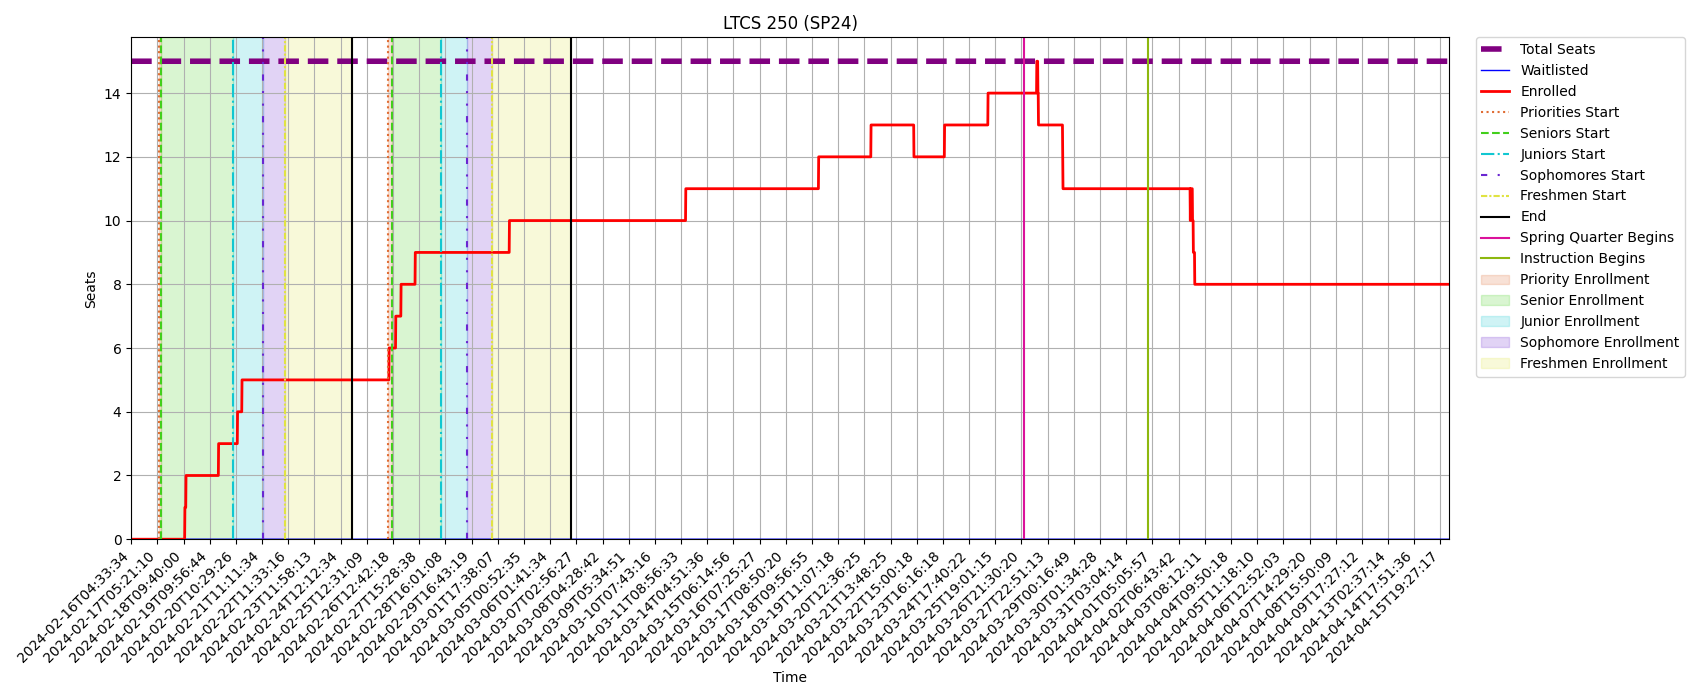 LTCS 250 (SP24)
Total Seats
Waitlisted
Enrolled
Priorities Start
Seniors Start
Juniors Start
Sophomores Start
Freshmen Start
End
Spring Quarter Begins
Instruction Begins
Priority Enrollment
Senior Enrollment
Junior Enrollment
Sophomore Enrollment
Freshmen Enrollment
Seats
14
12
10
8
6
4
2
0
2024-02-16T04:33:34
2024-02-17T05:21:10
2024-02-18T09:40:00
2024-02-19T09:56:44
2024-02-20T10:29:26
2024-02-21T11:11:34
2024-02-22T11:33:16
2024-02-23T11:58:13
2024-02-24T12:12:34
2024-02-25T12:31:09
2024-02-26T12:42:18
2024-02-27T15:28:38
2024-02-28T16:01:08
2024-02-29T16:43:19
2024-03-01T17:38:07
2024-03-05T00:52:35
2024-03-06T01:41:34
2024-03-07T02:56:27
2024-03-08T04:28:42
2024-03-09T05:34:51
2024-03-10T07:43:16
2024-03-11T08:56:33
2024-03-14T04:51:36
2024-03-15T06:14:56
2024-03-16T07:25:27
2024-03-17T08:50:20
2024-03-18T09:56:55
2024-03-19T11:07:18
2024-03-20T12:36:25
2024-03-21T13:48:25
2024-03-22T15:00:18
2024-03-23T16:16:18
2024-03-24T17:40:22
2024-03-25T19:01:15
2024-03-26T21:30:20
2024-03-27T22:51:13
2024-03-29T00:16:49
2024-03-30T01:34:28
2024-03-31T03:04:14
2024-04-01T05:05:57
2024-04-02T06:43:42
2024-04-03T08:12:11
2024-04-04T09:50:18
2024-04-05T11:18:10
2024-04-06T12:52:03
2024-04-07T14:29:20
2024-04-08T15:50:09
2024-04-09T17:27:12
2024-04-13T02:37:14
2024-04-14T17:51:36
2024-04-15T19:27:17
Time